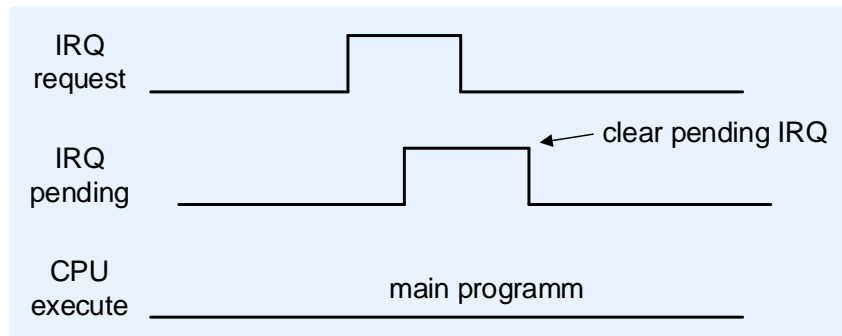 IRQ
request
clear pending IRQ
IRQ
pending
CPU
execute
main programm